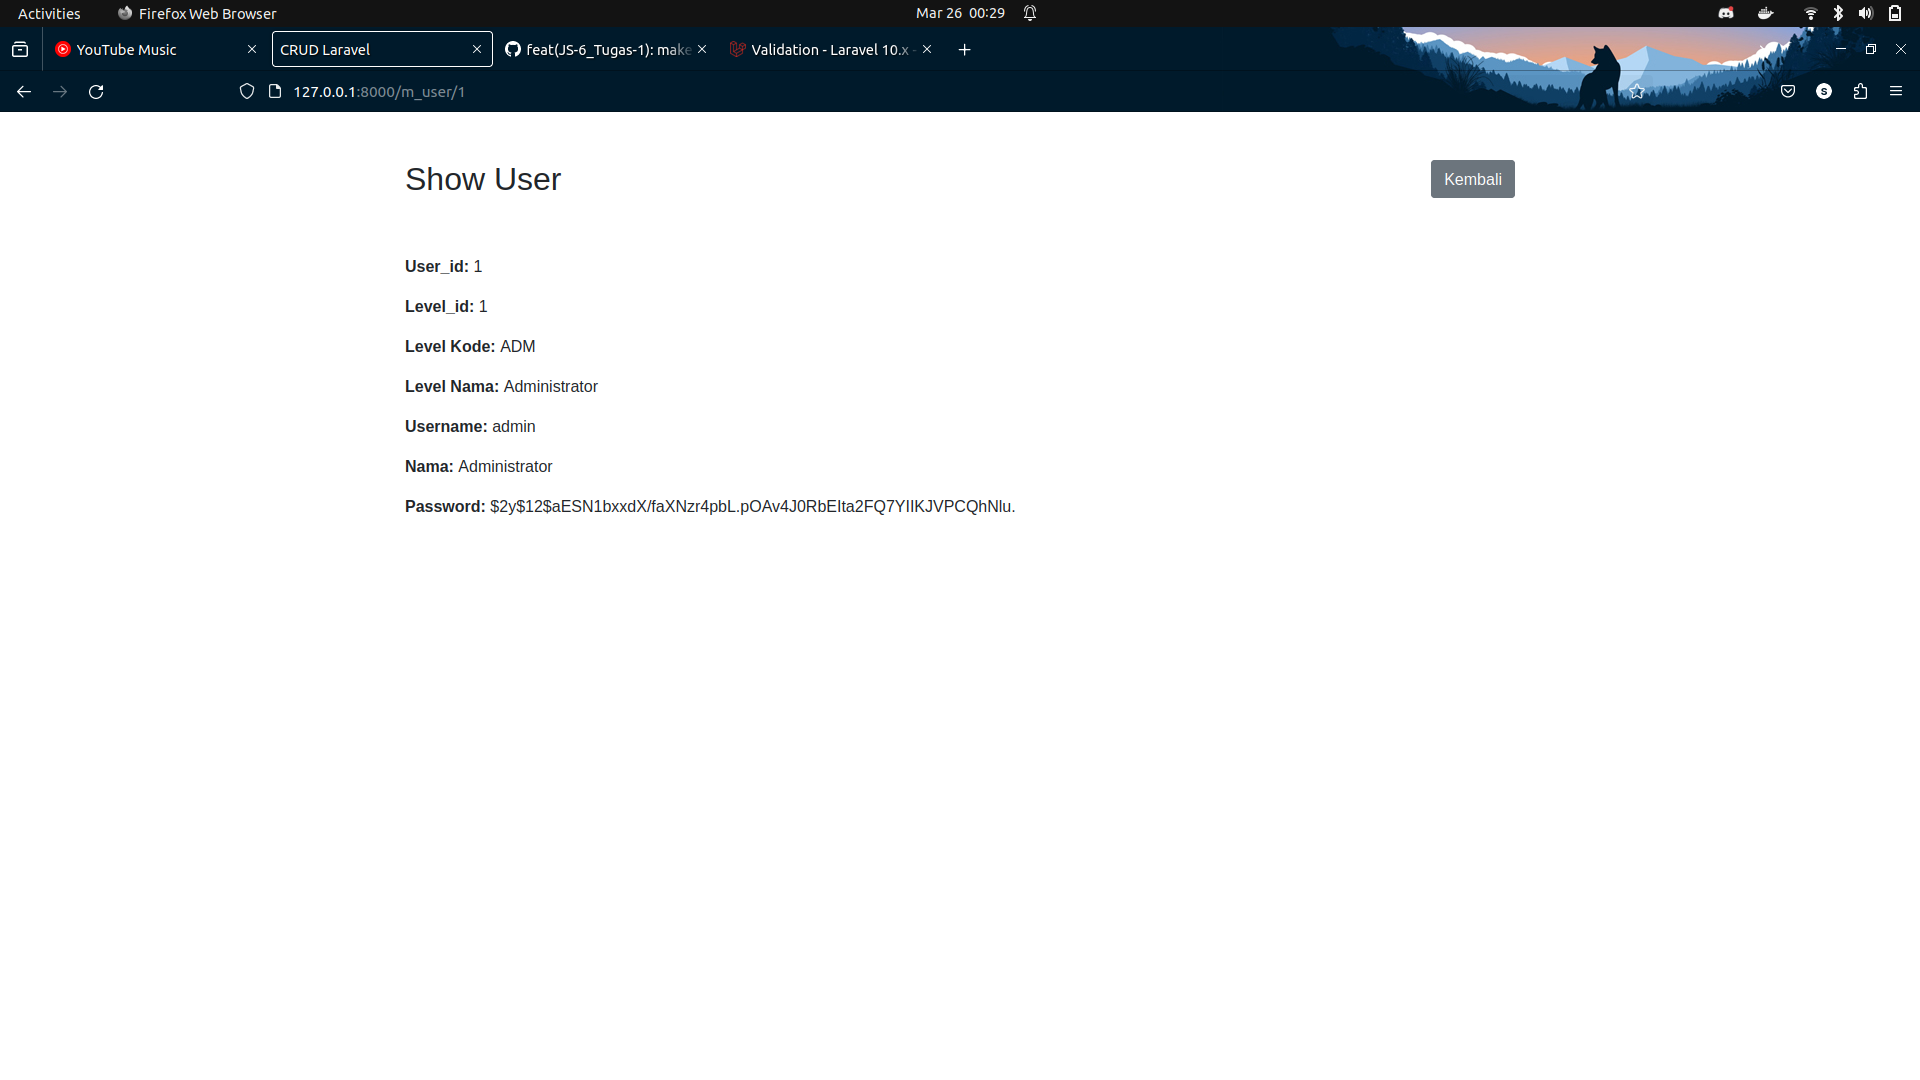 Activities
Firefox Web Browser
Mar 26 00:29
YouTube Music
CRUD Laravel
feat(JS-6_Tugas-1): make
Validation - Laravel 10.x -
127.0.0.1:8000/m_user/1
S
Show User
Kembali
User_id: 1
Level_id: 1
Level Kode: ADM
Level Nama: Administrator
Username: admin
Nama: Administrator
Password: $2y$12$aESN1bxxdX/faXNzr4pbL.pOAv4J0RbEIta2FQ7YIIKJVPCQhNlu.